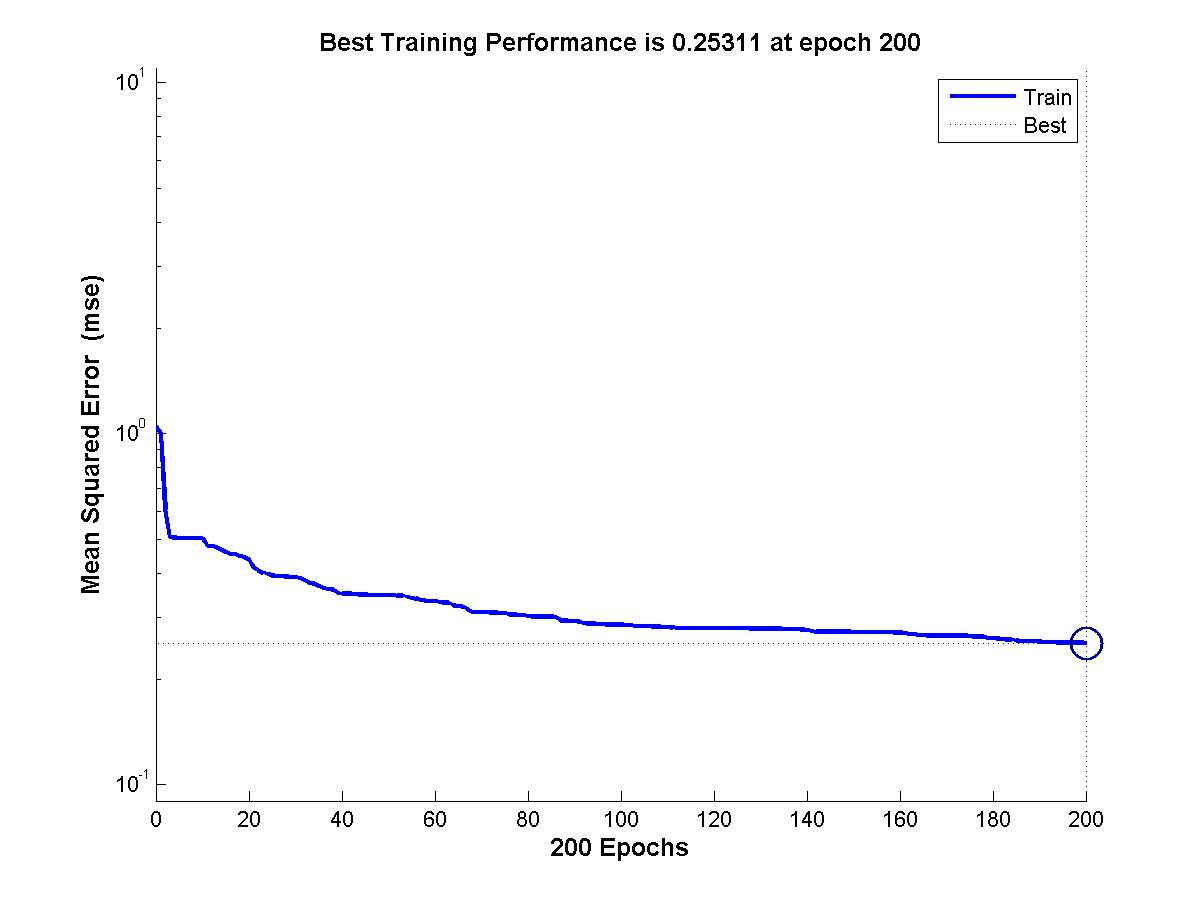 Best Training Performance is 0.25311 at epoch 200
10^1
10^0
10^-1
Mean Squared Error (mse)
Train
Best
0 20 40 60 80 100 120 140 160 180 200
200 Epochs